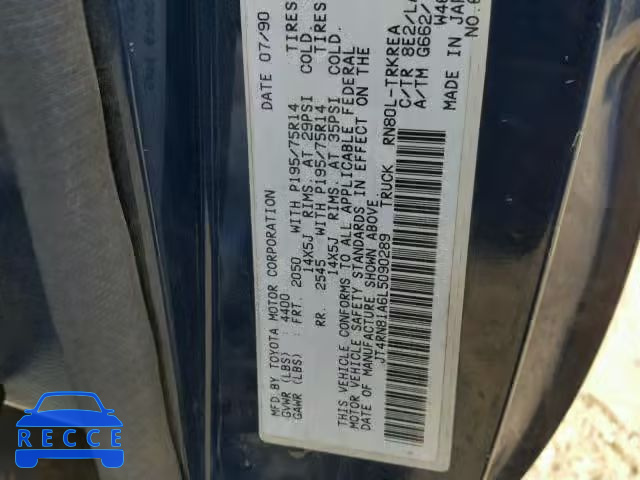 MFD BY TOYOTA MOTOR CORPORATION DATE 07/90
GVWR (LBS) : 4400
GAWR (LBS) : FRT. 2050 WITH P195/75R14 TIRES
14X5J RIMS. AT 29PSI COLD.
RR. 2545 WITH P195/75R14 TIRES
14X5J RIMS. AT 35PSI COLD.
THIS VEHICLE CONFORMS TO ALL APPLICABLE FEDERAL
MOTOR VEHICLE SAFETY STANDARDS IN EFFECT ON THE
DATE OF MANUFACTURE SHOWN ABOVE.
JT4RN81A6L5090289 TRUCK
RN80L-TRKREA
C/TR 8E2/
A/TM G662/
MADE IN
NO.
RECCE